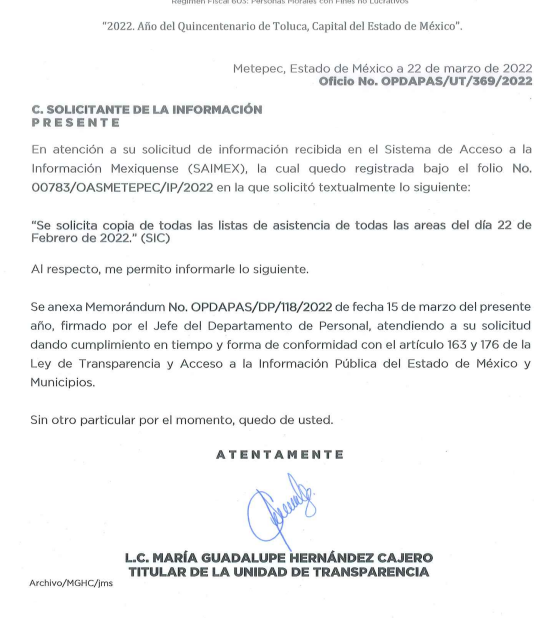 Régimen Fiscal 603: Personas Morales con Fines no Lucrativos
"2022. Año del Quincentenario de Toluca, Capital del Estado de México".
Metepec, Estado de México a 22 de marzo de 2022
Oficio No. OPDAPAS/UT/369/2022
C. SOLICITANTE DE LA INFORMACIÓN
P R E S E N T E
En atención a su solicitud de información recibida en el Sistema de Acceso a la
Información Mexiquense (SAIMEX), la cual quedo registrada bajo el folio No.
00783/OASMETEPEC/IP/2022 en la que solicitó textualmente lo siguiente:
"Se solicita copia de todas las listas de asistencia de todas las areas del día 22 de
Febrero de 2022." (SIC)
Al respecto, me permito informarle lo siguiente.
Se anexa Memorándum No. OPDAPAS/DP/118/2022 de fecha 15 de marzo del presente
año, firmado por el Jefe del Departamento de Personal, atendiendo a su solicitud
dando cumplimiento en tiempo y forma de conformidad con el artículo 163 y 176 de la
Ley de Transparencia y Acceso a la Información Pública del Estado de México y
Municipios.
Sin otro particular por el momento, quedo de usted.
A T E N T A M E N T E
L.C. MARÍA GUADALUPE HERNÁNDEZ CAJERO
TITULAR DE LA UNIDAD DE TRANSPARENCIA
Archivo/MGHC/jms